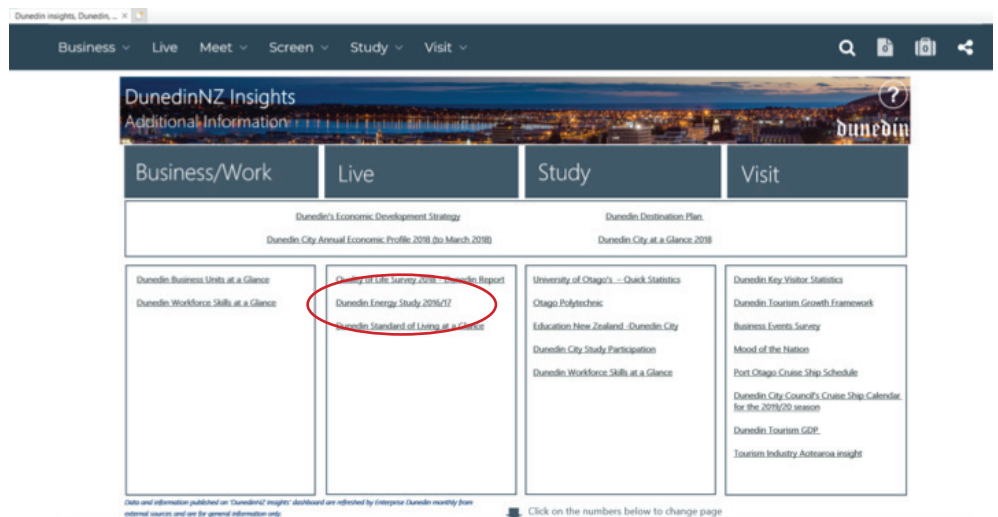 Dunedin insights, Dunedin, ...
Business Live Meet Screen Study Visit
DunedinNZ Insights
Additional Information
?
dunedin
Business/Work
Live
Study
Visit
Dunedin's Economic Development Strategy
Dunedin Destination Plan
Dunedin City Annual Economic Profile 2018 (to March 2018)
Dunedin City at a Glance 2018
Dunedin Business Units at a Glance
Dunedin Workforce Skills at a Glance
Quality of Life Survey 2018 - Dunedin Report
Dunedin Energy Study 2016/17
Dunedin Standard of Living at a Glance
University of Otago's – Quick Statistics
Otago Polytechnic
Education New Zealand -Dunedin City
Dunedin City Study Participation
Dunedin Workforce Skills at a Glance
Dunedin Key Visitor Statistics
Dunedin Tourism Growth Framework
Business Events Survey
Mood of the Nation
Port Otago Cruise Ship Schedule
Dunedin City Council's Cruise Ship Calendar
for the 2019/20 season
Dunedin Tourism GDP
Tourism Industry Aotearoa insight
Data and information published on 'DunedinNZ Insights' dashboard are refreshed by Enterprise Dunedin monthly from
external sources and are for general information only.
Click on the numbers below to change page